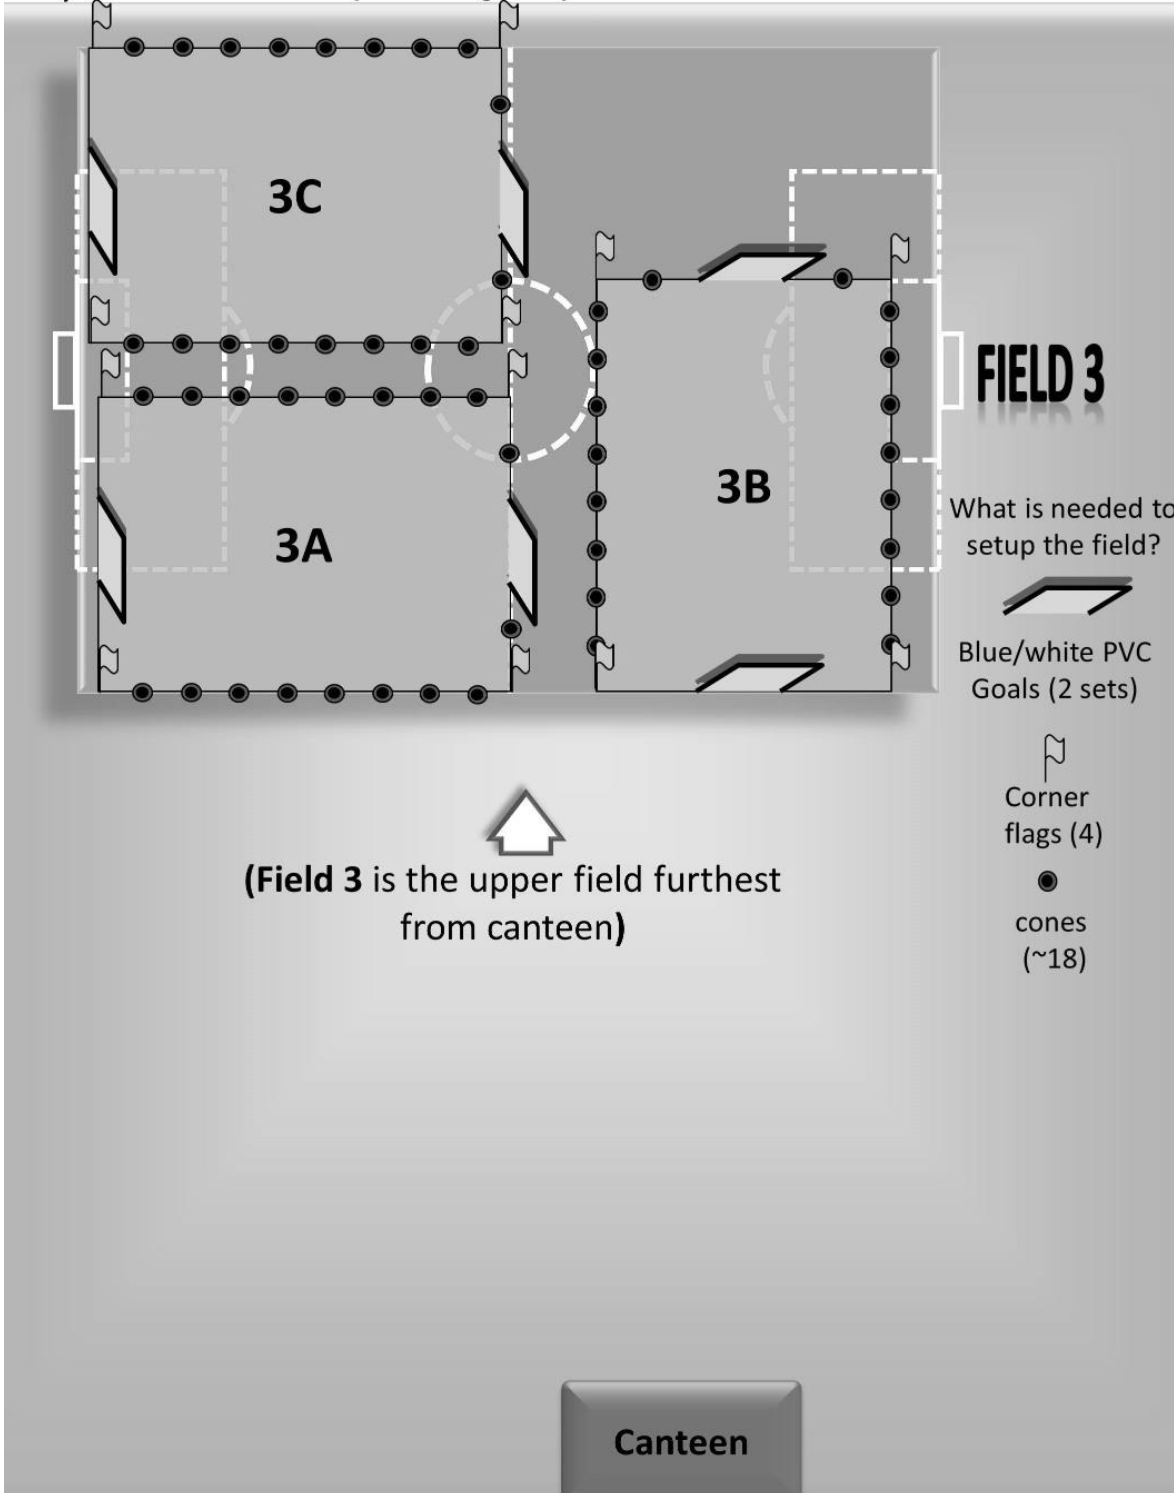 3C
FIELD 3
3B
3A
What is needed to
setup the field?
Blue/white PVC
Goals (2 sets)
Corner
flags (4)
cones
(~18)
(Field 3 is the upper field furthest
from canteen)
Canteen